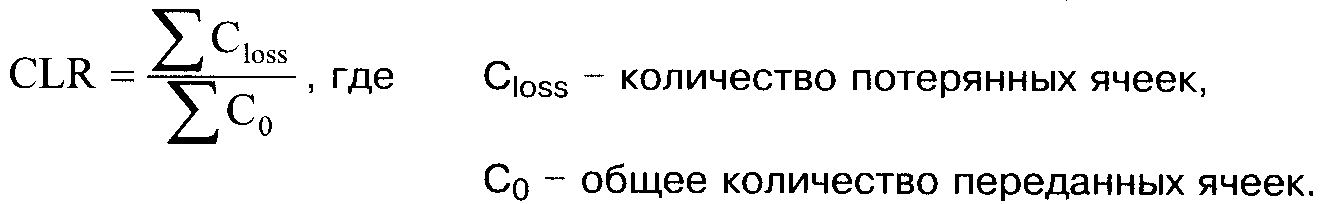 CLR = ∑C_loss / ∑C_0 , где C_loss – количество потерянных ячеек,
C_0 – общее количество переданных ячеек.